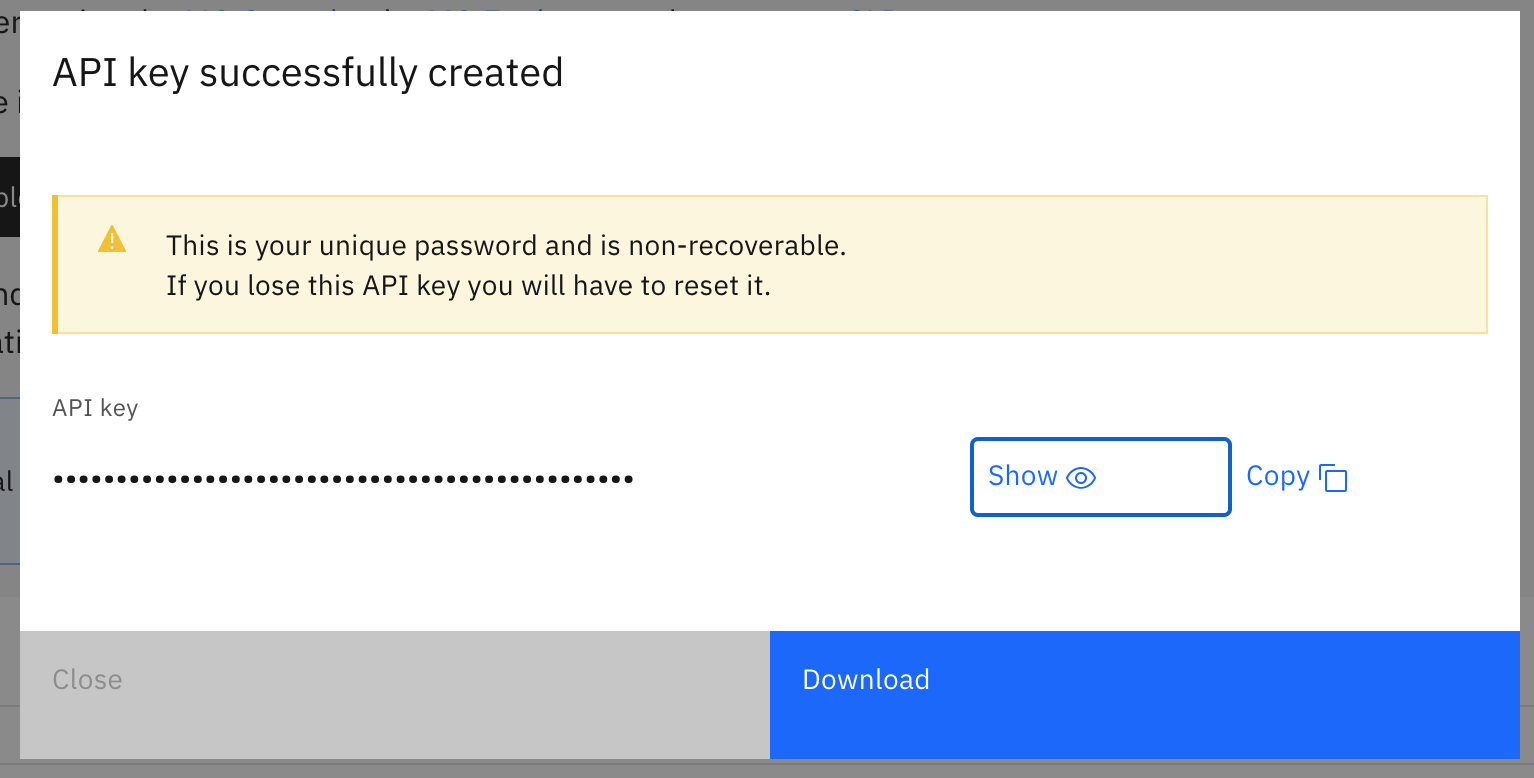 API key successfully created
This is your unique password and is non-recoverable.
If you lose this API key you will have to reset it.
API key
••••••••••••••••••••••••••••••••••••••••••••••
Show
Copy
Close
Download